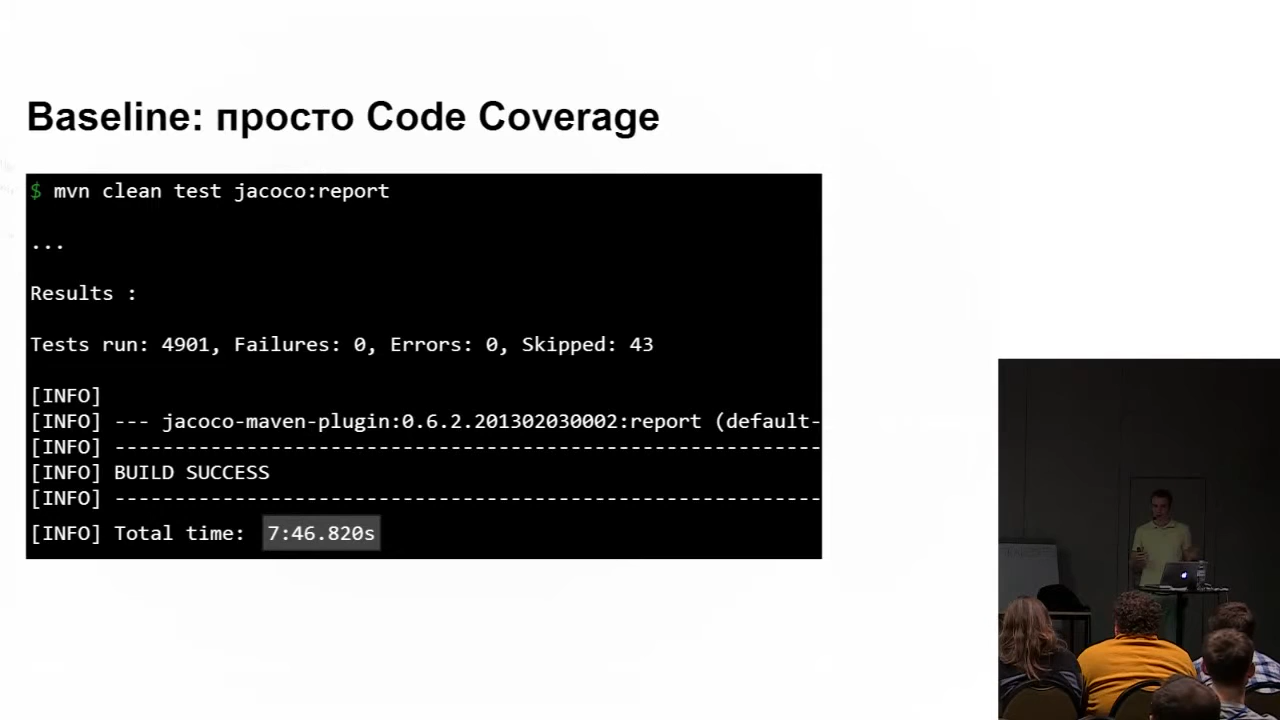 Baseline: просто Code Coverage
$ mvn clean test jacoco:report
...
Results :
Tests run: 4901, Failures: 0, Errors: 0, Skipped: 43
[INFO]
[INFO] --- jacoco-maven-plugin:0.6.2.201302030002:report (default-
[INFO] -----------------------------------------------------------
[INFO] BUILD SUCCESS
[INFO] -----------------------------------------------------------
[INFO] Total time: 7:46.820s